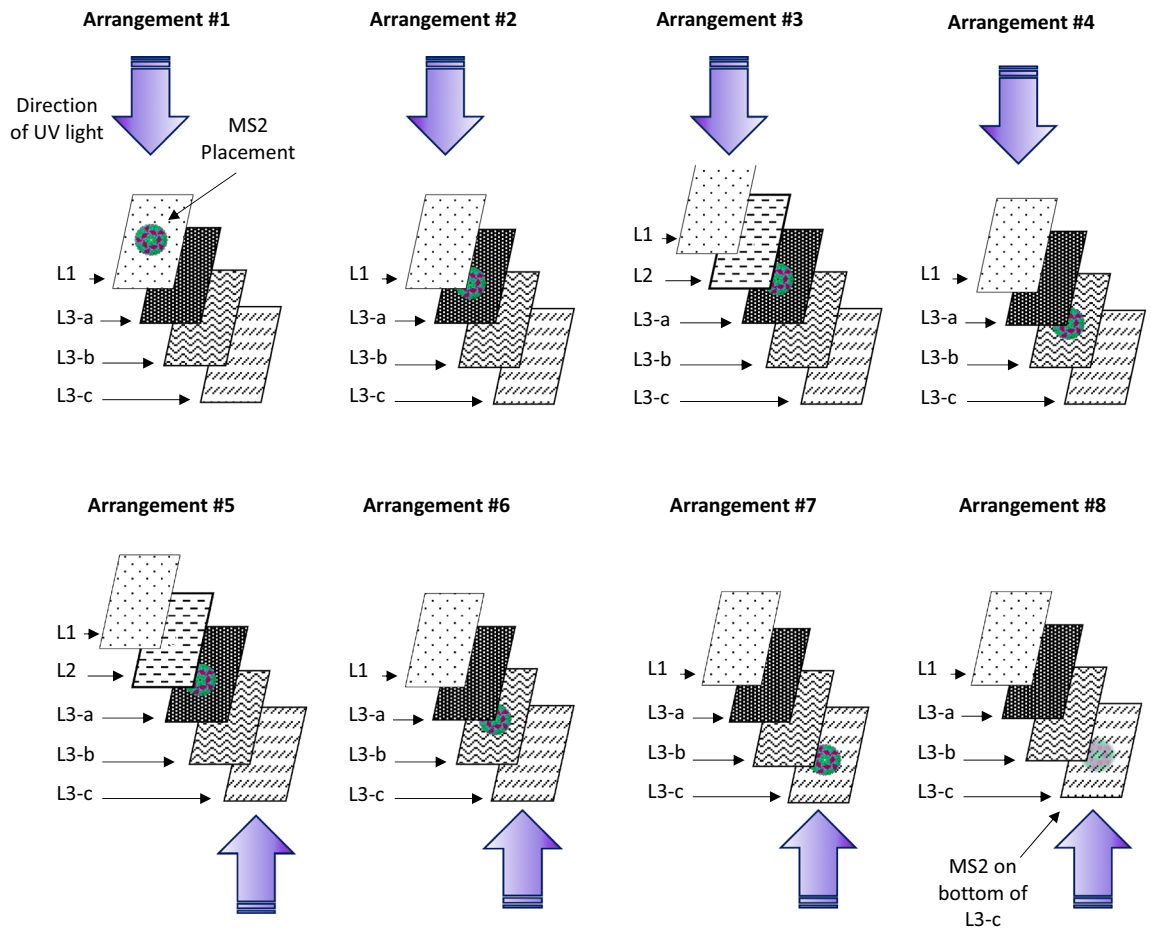 Arrangement #1
Arrangement #2
Arrangement #3
Arrangement #4
Direction
of UV light
MS2
Placement
L1
L3-a
L3-b
L3-c
L1
L3-a
L3-b
L3-c
L1
L2
L3-a
L3-b
L3-c
L1
L3-a
L3-b
L3-c
Arrangement #5
Arrangement #6
Arrangement #7
Arrangement #8
L1
L2
L3-a
L3-b
L3-c
L1
L3-a
L3-b
L3-c
L1
L3-a
L3-b
L3-c
L1
L3-a
L3-b
L3-c
MS2 on
bottom of
L3-c